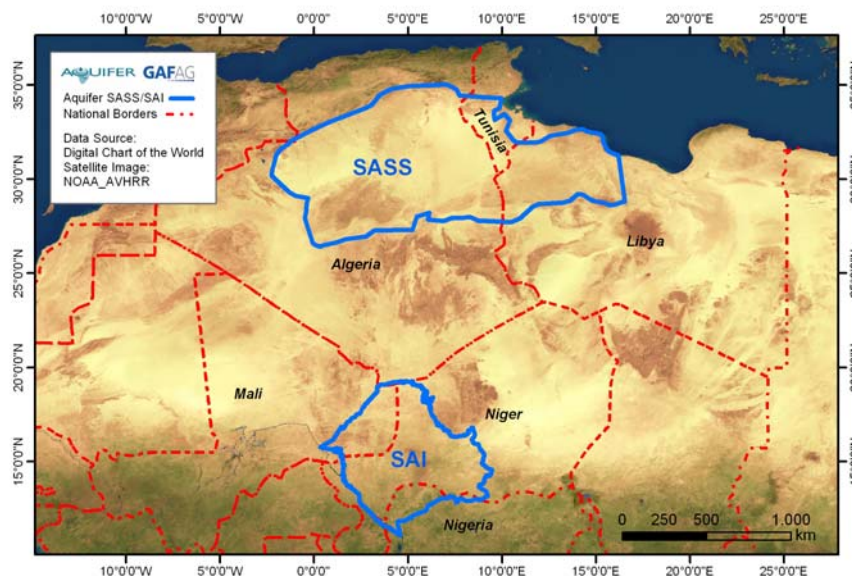 10°0'0"W 5°0'0"W 0°0'0" 5°0'0"E 10°0'0"E 15°0'0"E 20°0'0"E 25°0'0"E
AQUIFER GAFAG
Aquifer SASS/SAI
National Borders
Data Source:
Digital Chart of the World
Satellite Image:
NOAA_AVHRR
35°0'0"N
30°0'0"N
25°0'0"N
20°0'0"N
15°0'0"N
Tunisia
SASS
Libya
Algeria
Mali
Niger
SAI
Nigeria
0 250 500 1.000
km
10°0'0"W 5°0'0"W 0°0'0" 5°0'0"E 10°0'0"E 15°0'0"E 20°0'0"E 25°0'0"E